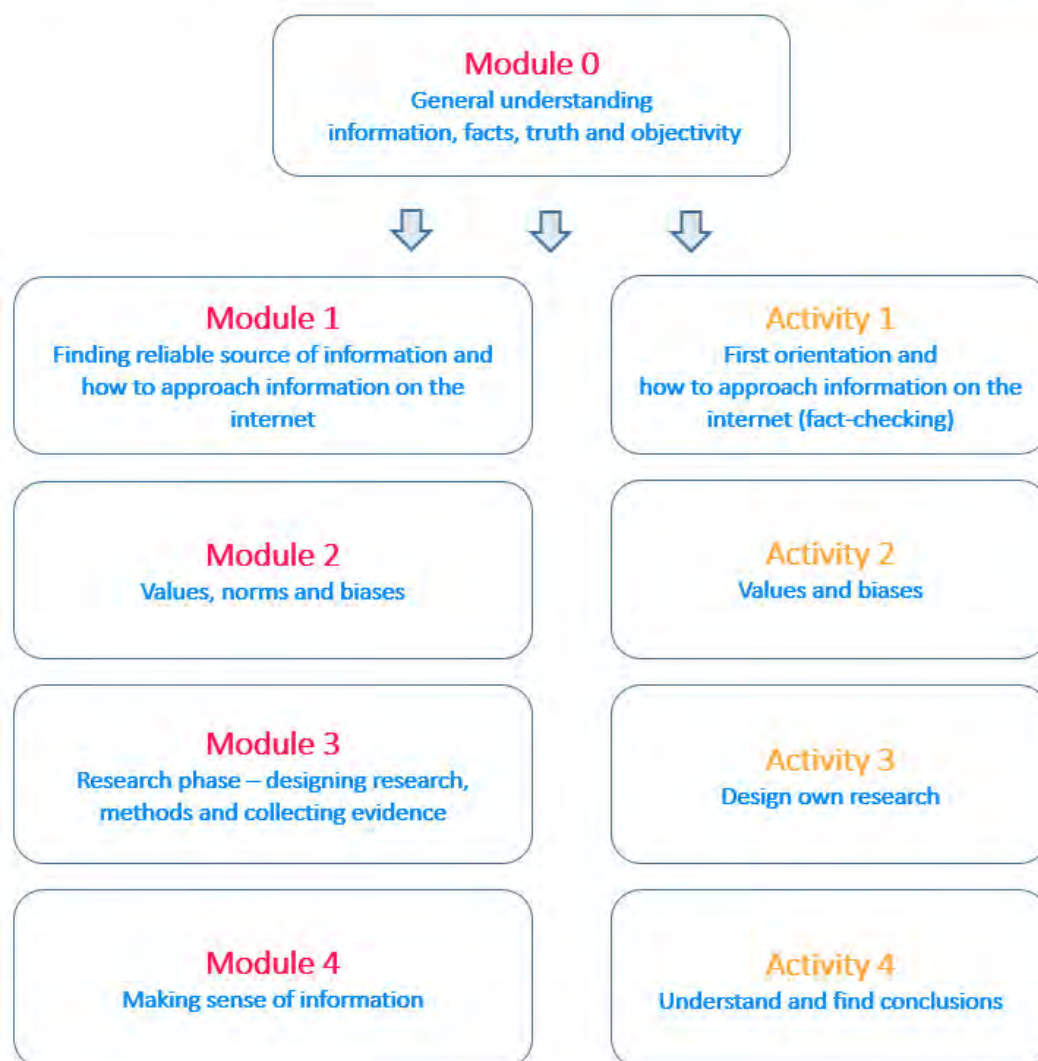 Module 0
General understanding
information, facts, truth and objectivity
Module 1
Finding reliable source of information and
how to approach information on the
internet
Activity 1
First orientation and
how to approach information on the
internet (fact-checking)
Module 2
Values, norms and biases
Activity 2
Values and biases
Module 3
Research phase – designing research,
methods and collecting evidence
Activity 3
Design own research
Module 4
Making sense of information
Activity 4
Understand and find conclusions